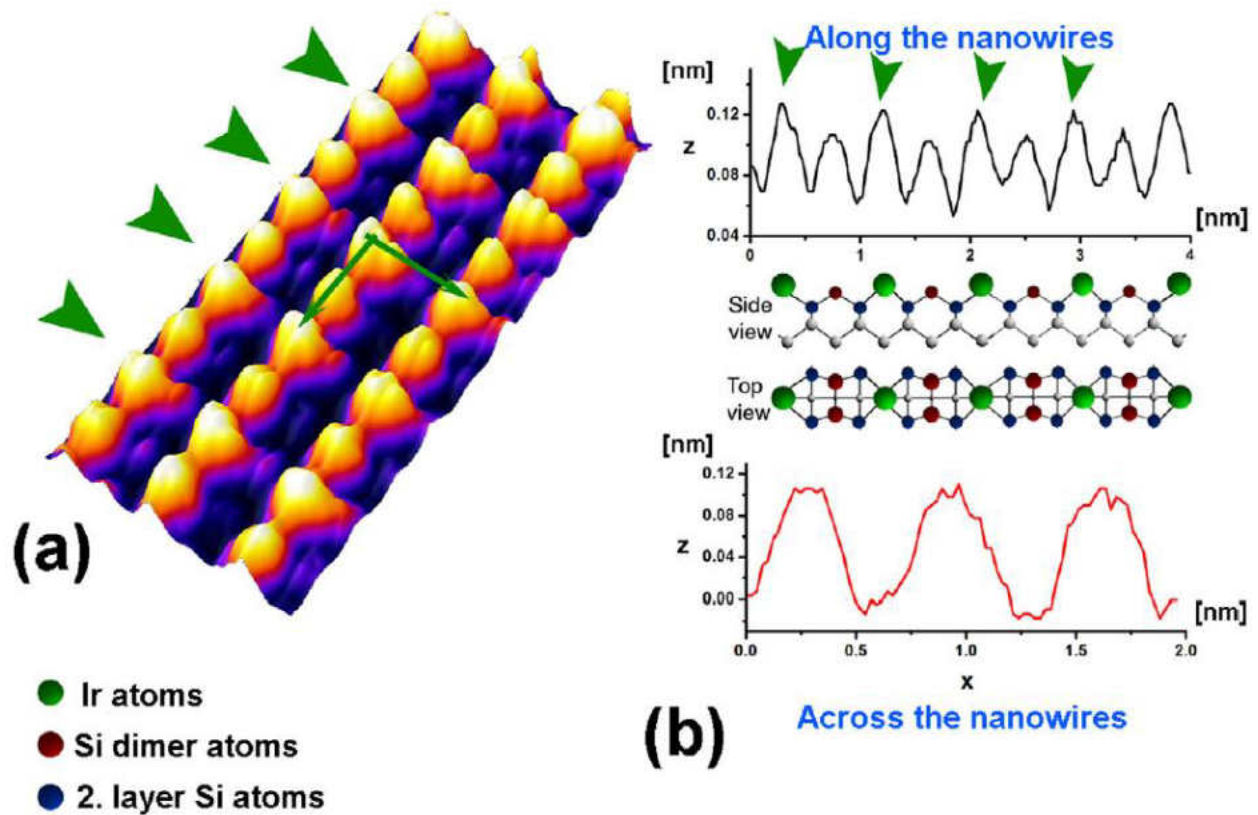 (a)
Ir atoms
Si dimer atoms
2. layer Si atoms
Along the nanowires
[nm]
0.12
z
0.08
[nm]
0.04
0 1 2 3 4
Side
view
Top
view
[nm]
0.12
0.08
z
0.04
0.00
[nm]
0.0 0.5 1.0 1.5 2.0
x
(b)
Across the nanowires